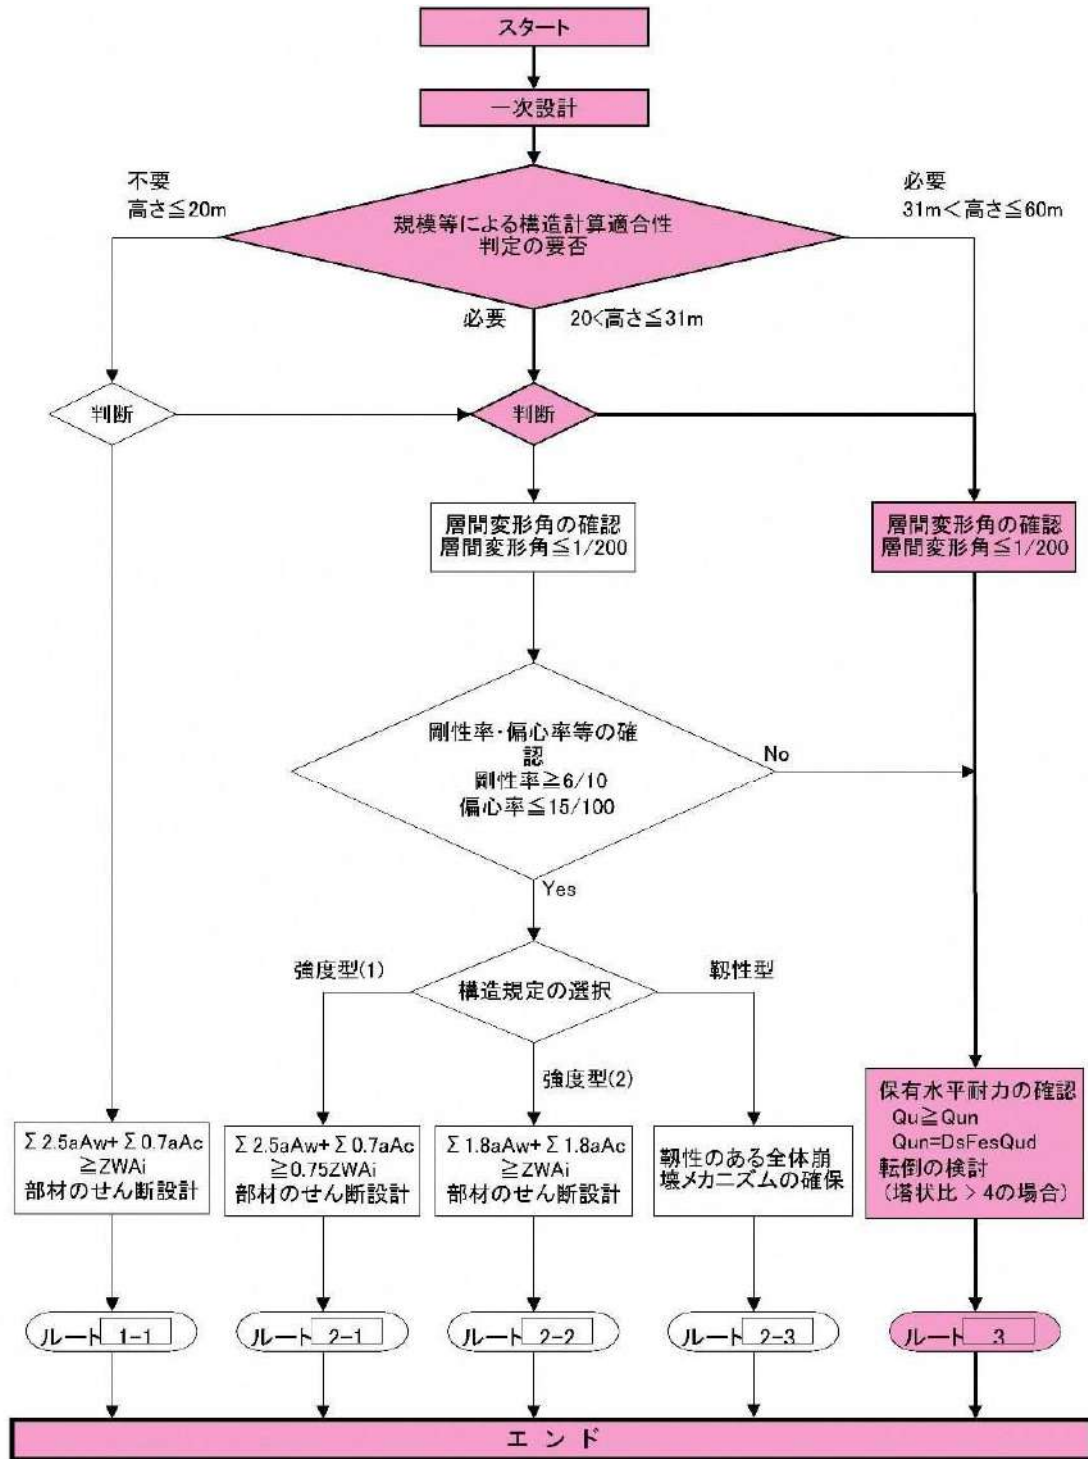 スタート
一次設計
不要
高さ≦20m
規模等による構造計算適合性
判定の要否
必要
31m<高さ≦60m
必要
20<高さ≦31m
判断
判断
層間変形角の確認
層間変形角≦1/200
層間変形角の確認
層間変形角≦1/200
剛性率・偏心率等の確
認
剛性率≧6/10
偏心率≦15/100
No
Yes
強度型(1)
構造規定の選択
靱性型
強度型(2)
Σ2.5aAw+Σ0.7aAc
≧ZWAi
部材のせん断設計
Σ2.5aAw+Σ0.7aAc
≧0.75ZWAi
部材のせん断設計
Σ1.8aAw+Σ1.8aAc
≧ZWAi
部材のせん断設計
靱性のある全体崩
壊メカニズムの確保
保有水平耐力の確認
Qu≧Qun
Qun=DsFesQud
転倒の検討
(塔状比 > 4の場合)
ルート 1-1
ルート 2-1
ルート 2-2
ルート 2-3
ルート 3
エンド